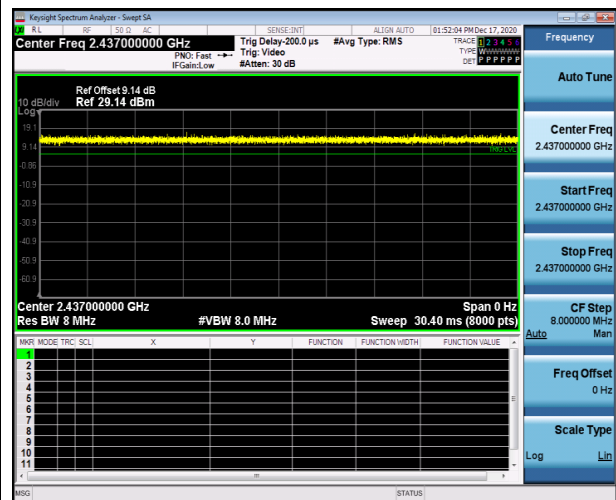 Keysight Spectrum Analyzer - Swept SA
RL RF 50 Ω AC SENSE:INT ALIGN AUTO 01:52:04 PM Dec 17, 2020
Center Freq 2.437000000 GHz Trig Delay-200.0 µs #Avg Type: RMS TRACE 1 2 3 4 5 6
PNO: Fast Trig: Video TYPE W
IFGain:Low #Atten: 30 dB DET P P P P P P
Ref Offset 9.14 dB
10 dB/div Ref 29.14 dBm
Log
19.1
9.14
TRIG LVL
-0.86
-10.9
-20.9
-30.9
-40.9
-50.9
-60.9
Center 2.437000000 GHz Span 0 Hz
Res BW 8 MHz #VBW 8.0 MHz Sweep 30.40 ms (8000 pts)
MKR MODE TRC SCL X Y FUNCTION FUNCTION WIDTH FUNCTION VALUE
1
2
3
4
5
6
7
8
9
10
11
MSG STATUS
Frequency
Auto Tune
Center Freq
2.437000000 GHz
Start Freq
2.437000000 GHz
Stop Freq
2.437000000 GHz
CF Step
8.000000 MHz
Auto Man
Freq Offset
0 Hz
Scale Type
Log Lin